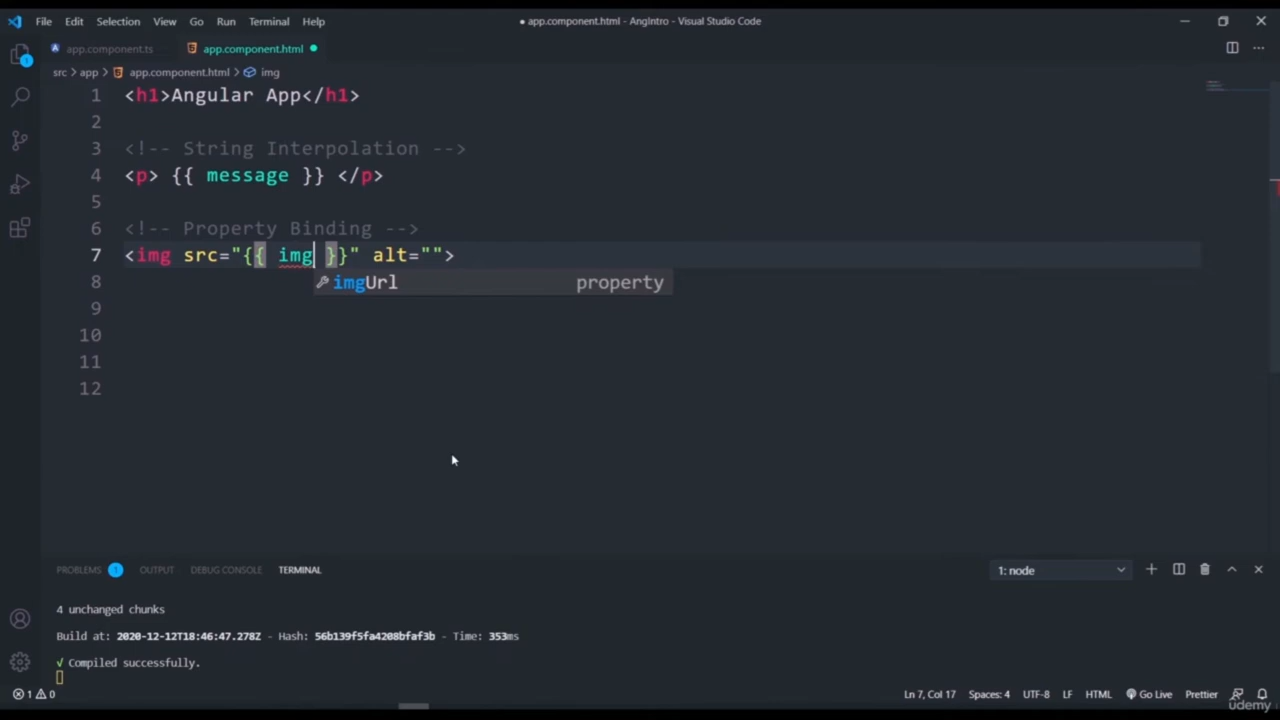 File Edit Selection View Go Run Terminal Help
● app.component.html - AngIntro - Visual Studio Code
app.component.ts app.component.html
src > app > app.component.html > img
1 <h1>Angular App</h1>
2
3 <!-- String Interpolation -->
4 <p> {{ message }} </p>
5
6 <!-- Property Binding -->
7 <img src="{{ img }}" alt="">
8 imgUrl property
9
10
11
12
PROBLEMS 1 OUTPUT DEBUG CONSOLE TERMINAL 1: node
4 unchanged chunks
Build at: 2020-12-12T18:46:47.278Z - Hash: 56b139f5fa4208bfaf3b - Time: 353ms
√ Compiled successfully.
1 0 Ln 7, Col 17 Spaces: 4 UTF-8 LF HTML Go Live Prettier
udemy